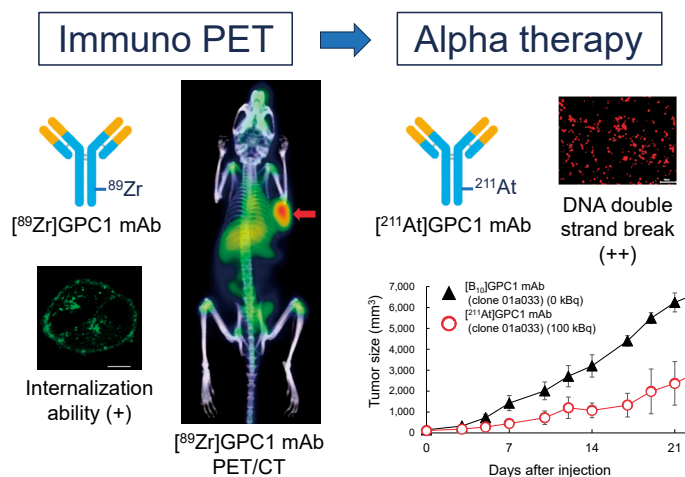 Immuno PET
Alpha therapy
⁸⁹Zr
[⁸⁹Zr]GPC1 mAb
Internalization
ability (+)
[⁸⁹Zr]GPC1 mAb
PET/CT
²¹¹At
[²¹¹At]GPC1 mAb
DNA double
strand break
(++)
[B₁₀]GPC1 mAb
(clone 01a033) (0 kBq)
[²¹¹At]GPC1 mAb
(clone 01a033) (100 kBq)
Tumor size (mm³)
7,000
6,000
5,000
4,000
3,000
2,000
1,000
0
0 7 14 21
Days after injection